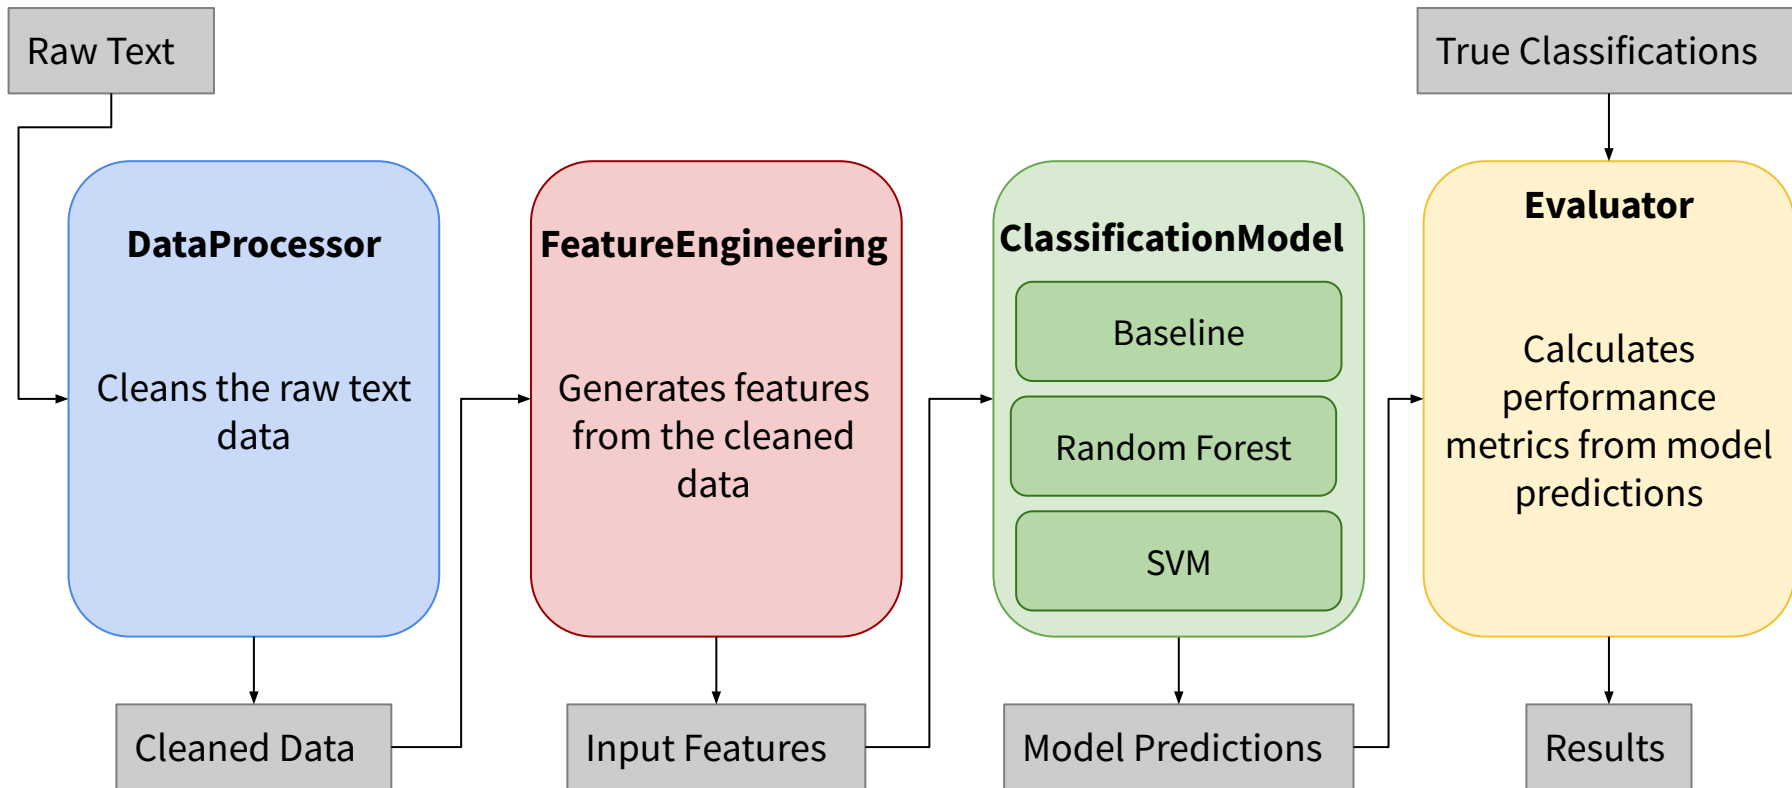 Raw Text
True Classifications
DataProcessor
Cleans the raw text
data
FeatureEngineering
Generates features
from the cleaned
data
ClassificationModel
Baseline
Random Forest
SVM
Evaluator
Calculates
performance
metrics from model
predictions
Cleaned Data
Input Features
Model Predictions
Results